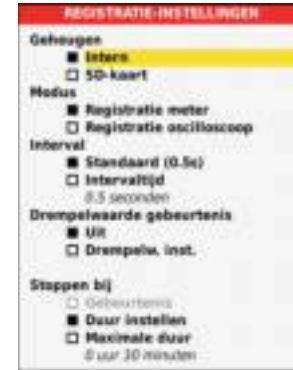 REGISTRATIE-INSTELLINGEN
Geheugen
Intern
SD-kaart
Modus
Registratie meter
Registratie oscilloscoop
Interval
Standaard (0.5s)
Intervaltijd
0.5 seconden
Drempelwaarde gebeurtenis
Uit
Drempelw. inst.
Stoppen bij
Gebeurtenis
Duur instellen
Maximale duur
0 uur 30 minuten